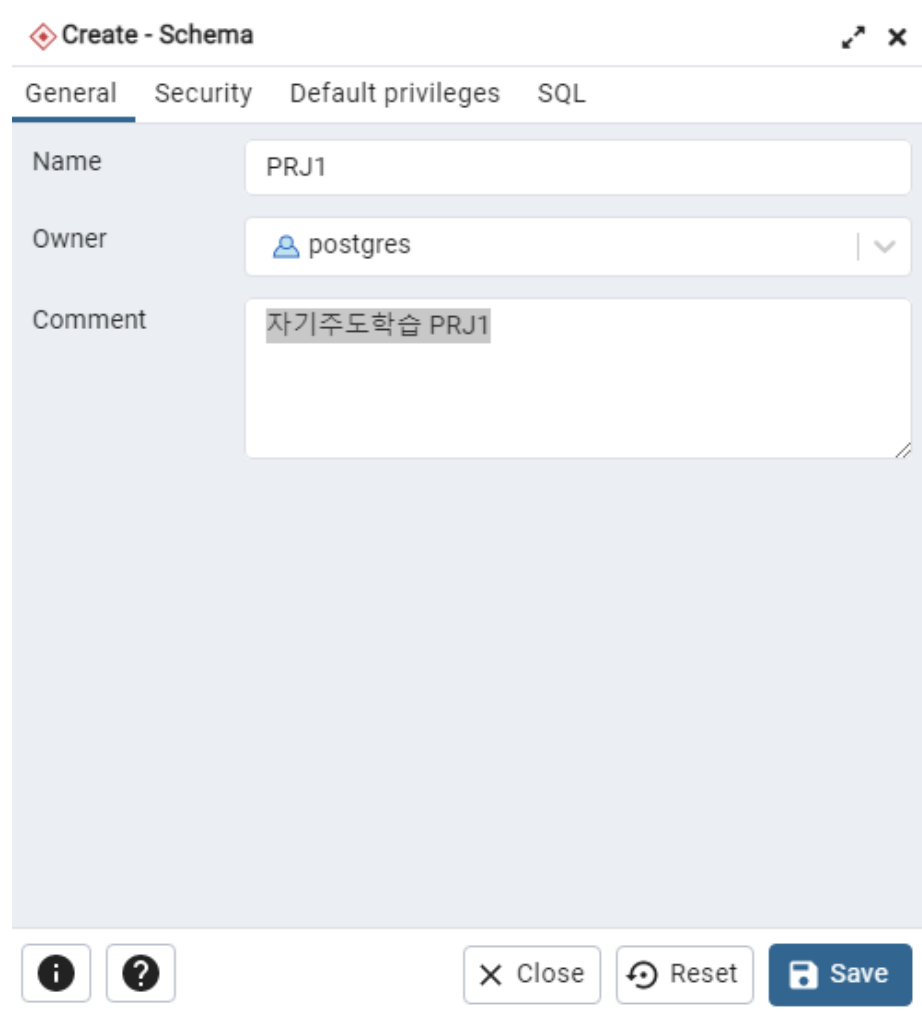 Create - Schema
General Security Default privileges SQL
Name PRJ1
Owner postgres
Comment 자기주도학습 PRJ1
Close Reset Save